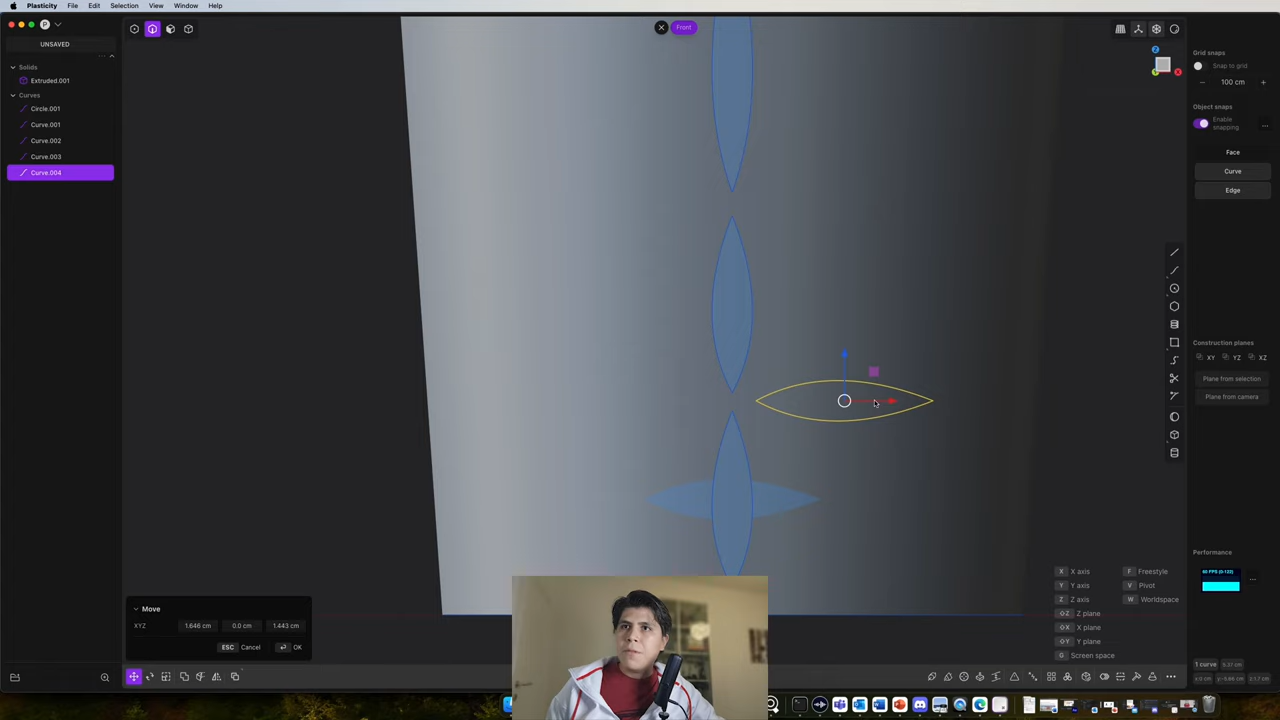 Plasticity File Edit Selection View Window Help Curve
P
UNSAVED
Solids
Extruded.001
Curves
Circle.001
Curve.001
Curve.002
Curve.003
Curve.004
Front
Z
X
Grid snaps
Snap to grid
100 cm
Object snaps
Enable
snapping
Face
Curve
Edge
Construction planes
XY YZ XZ
Plane from selection
Plane from camera
Performance
1 curve
X X axis F Freestyle
Y Y axis V Pivot
Z Z axis W Worldspace
Z plane
X plane
Y plane
G Screen space
Move
XYZ 1.646 cm 0.0 cm 1.443 cm
ESC Cancel OK